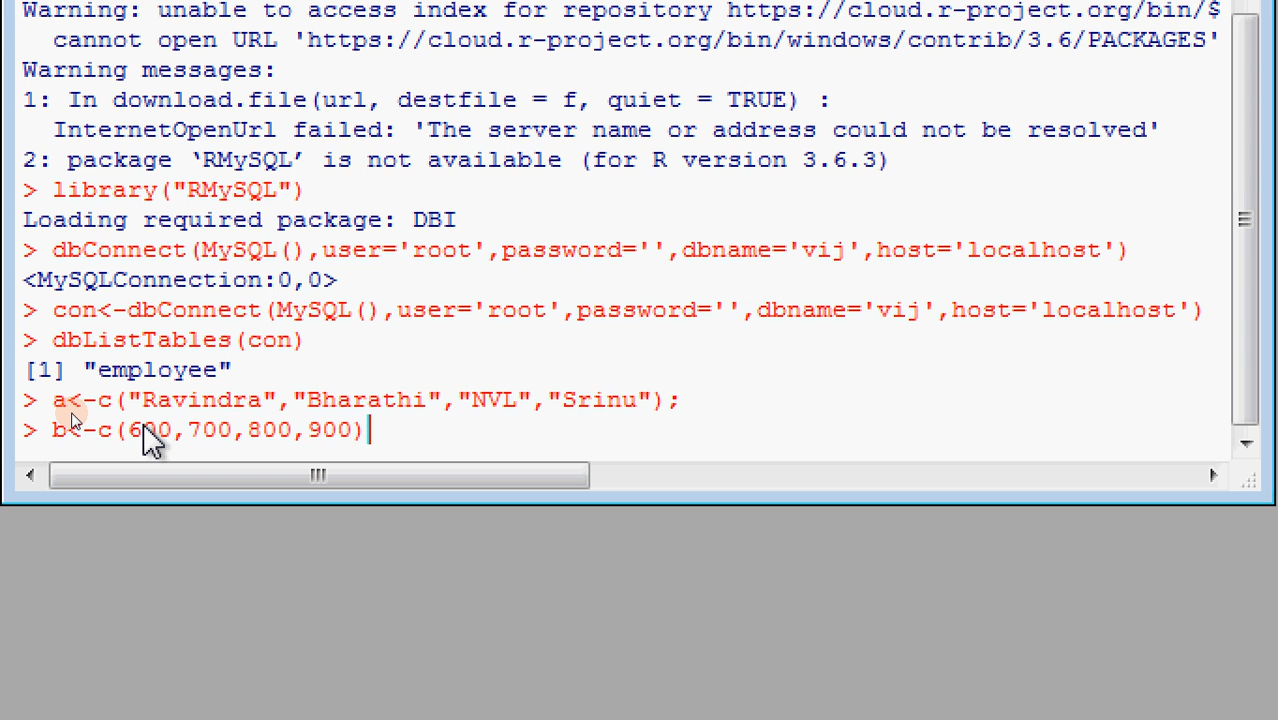 Warning: unable to access index for repository https://cloud.r-project.org/bin/$
cannot open URL 'https://cloud.r-project.org/bin/windows/contrib/3.6/PACKAGES'
Warning messages:
1: In download.file(url, destfile = f, quiet = TRUE) :
InternetOpenUrl failed: 'The server name or address could not be resolved'
2: package ‘RMySQL’ is not available (for R version 3.6.3)
> library("RMySQL")
Loading required package: DBI
> dbConnect(MySQL(),user='root',password='',dbname='vij',host='localhost')
<MySQLConnection:0,0>
> con<-dbConnect(MySQL(),user='root',password='',dbname='vij',host='localhost')
> dbListTables(con)
[1] "employee"
> a<-c("Ravindra","Bharathi","NVL","Srinu");
> b<-c(600,700,800,900)